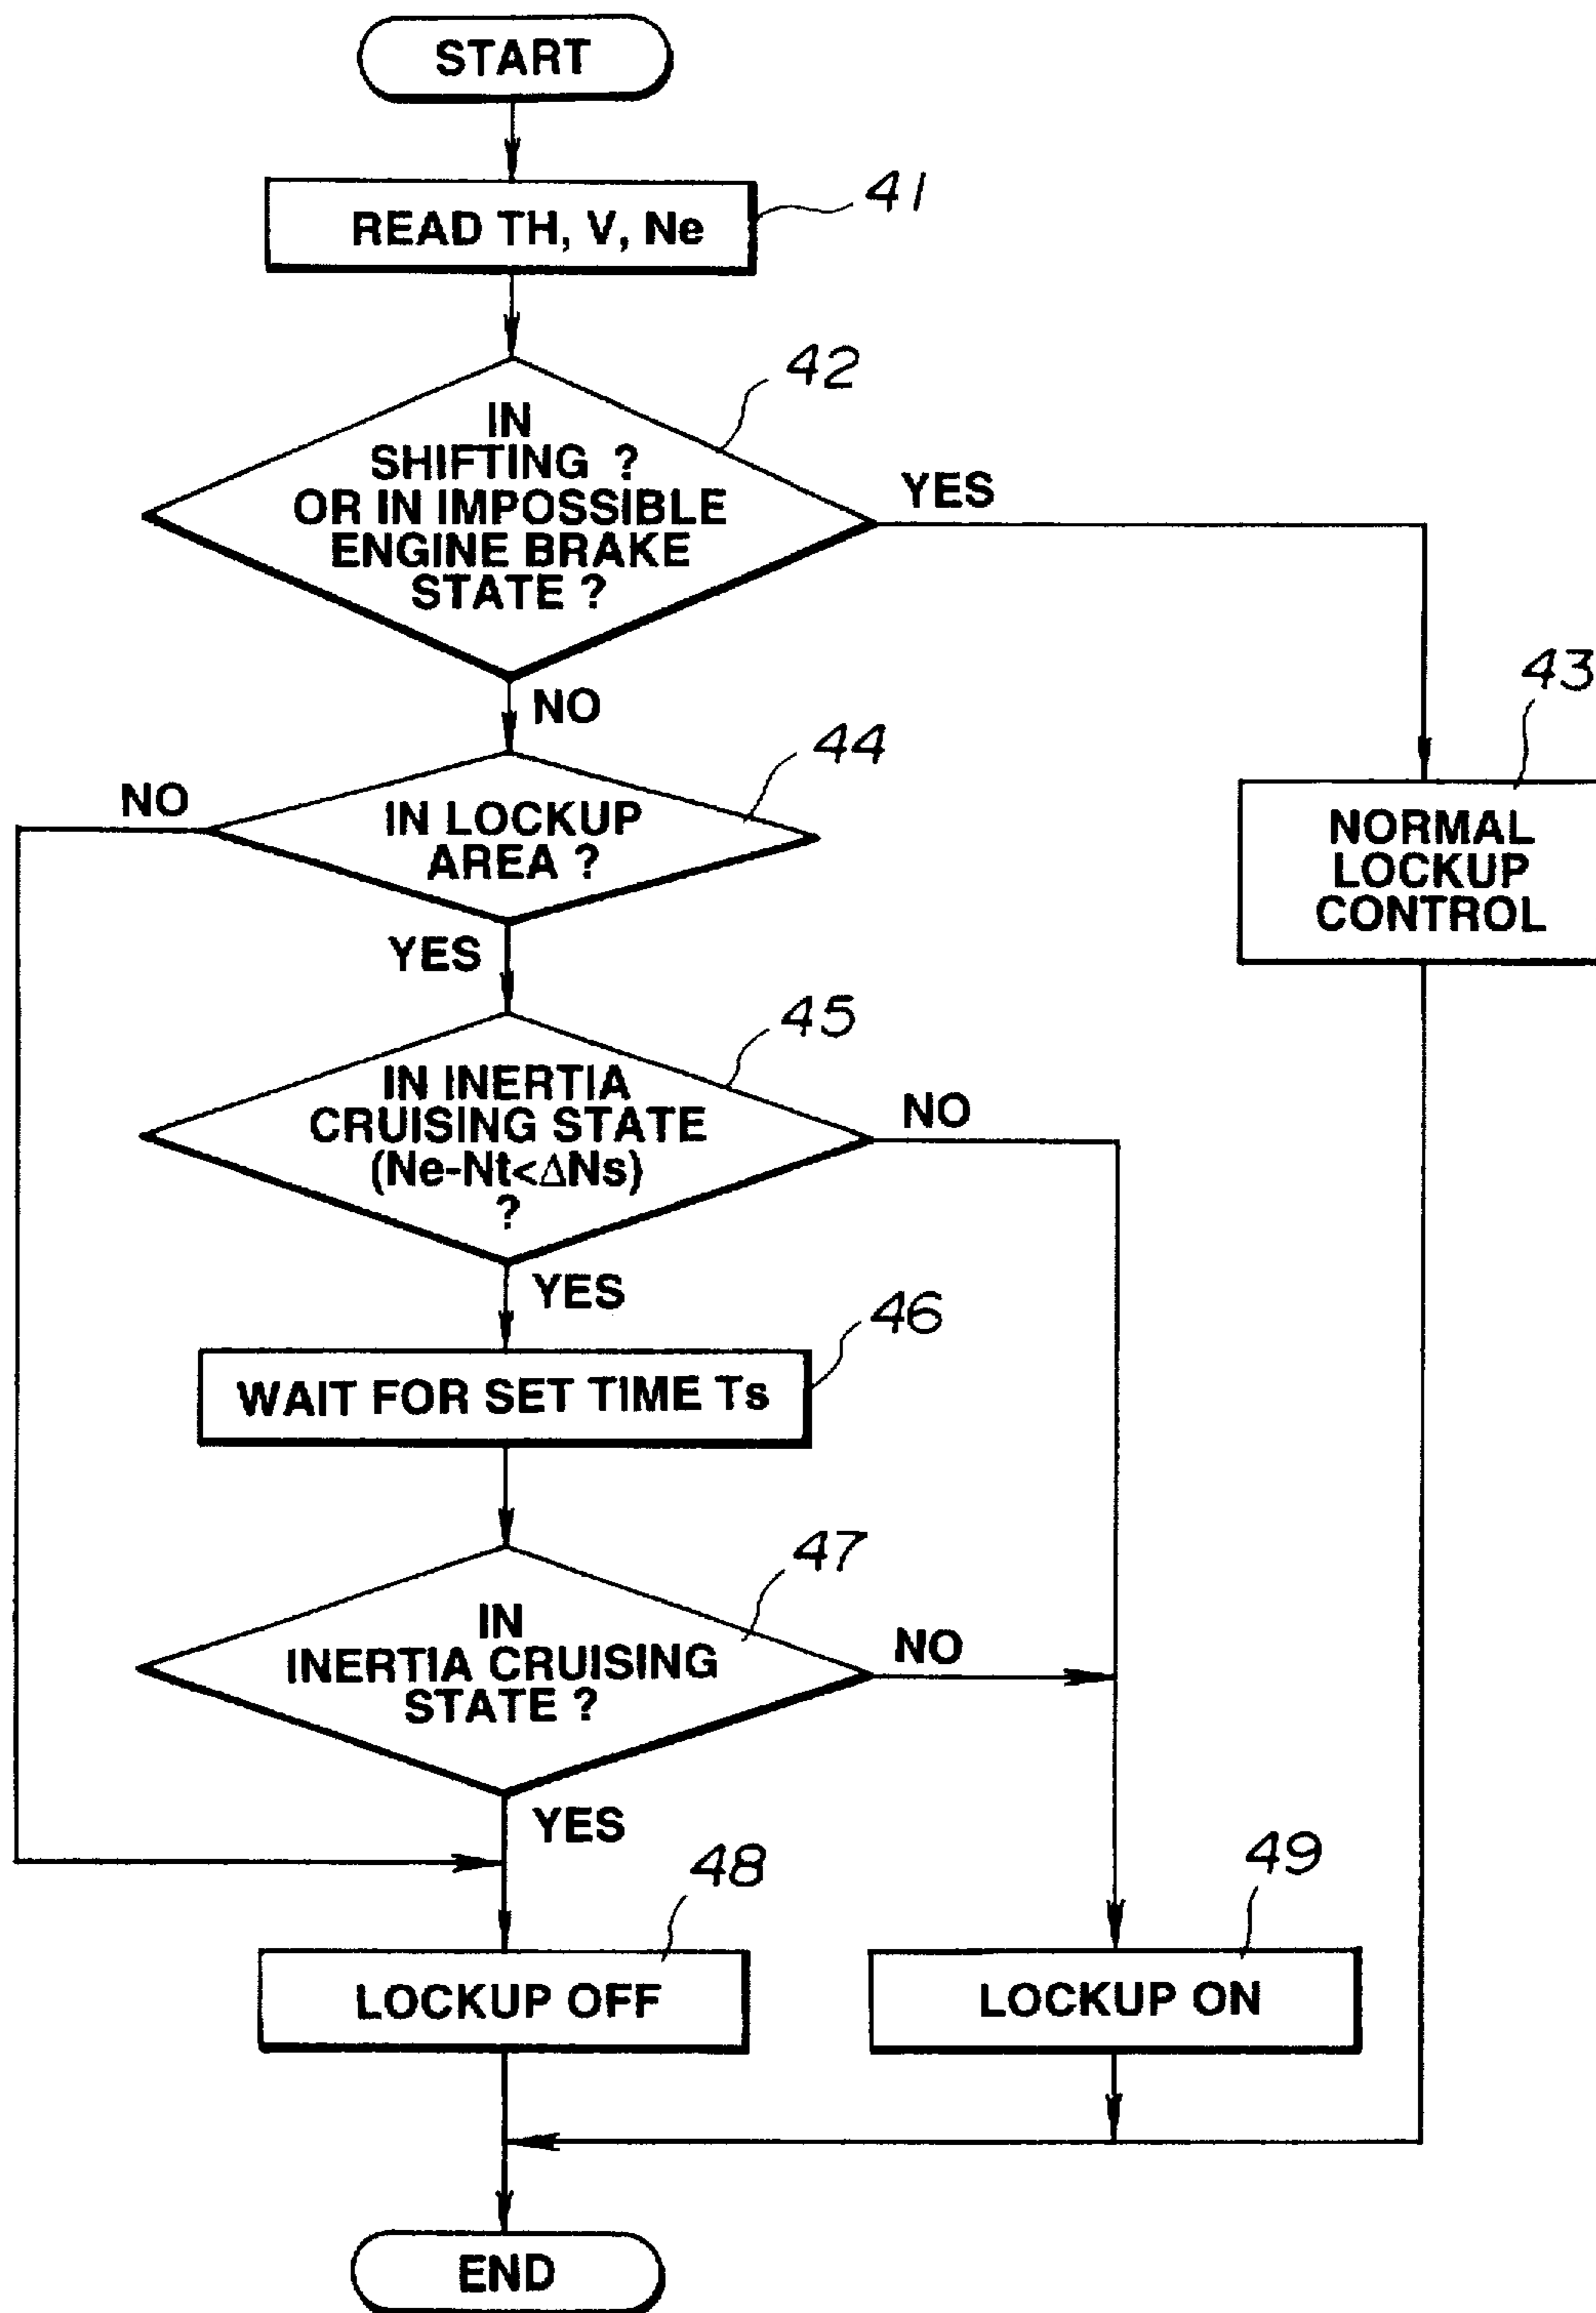 START
READ TH, V, Ne
41
IN
SHIFTING ?
OR IN IMPOSSIBLE
ENGINE BRAKE
STATE ?
42
YES
NO
NORMAL
LOCKUP
CONTROL
43
IN LOCKUP
AREA ?
44
NO
YES
IN INERTIA
CRUISING STATE
(Ne-Nt<ΔNs)
?
45
NO
YES
WAIT FOR SET TIME Ts
46
IN
INERTIA CRUISING
STATE ?
47
NO
YES
LOCKUP OFF
48
LOCKUP ON
49
END